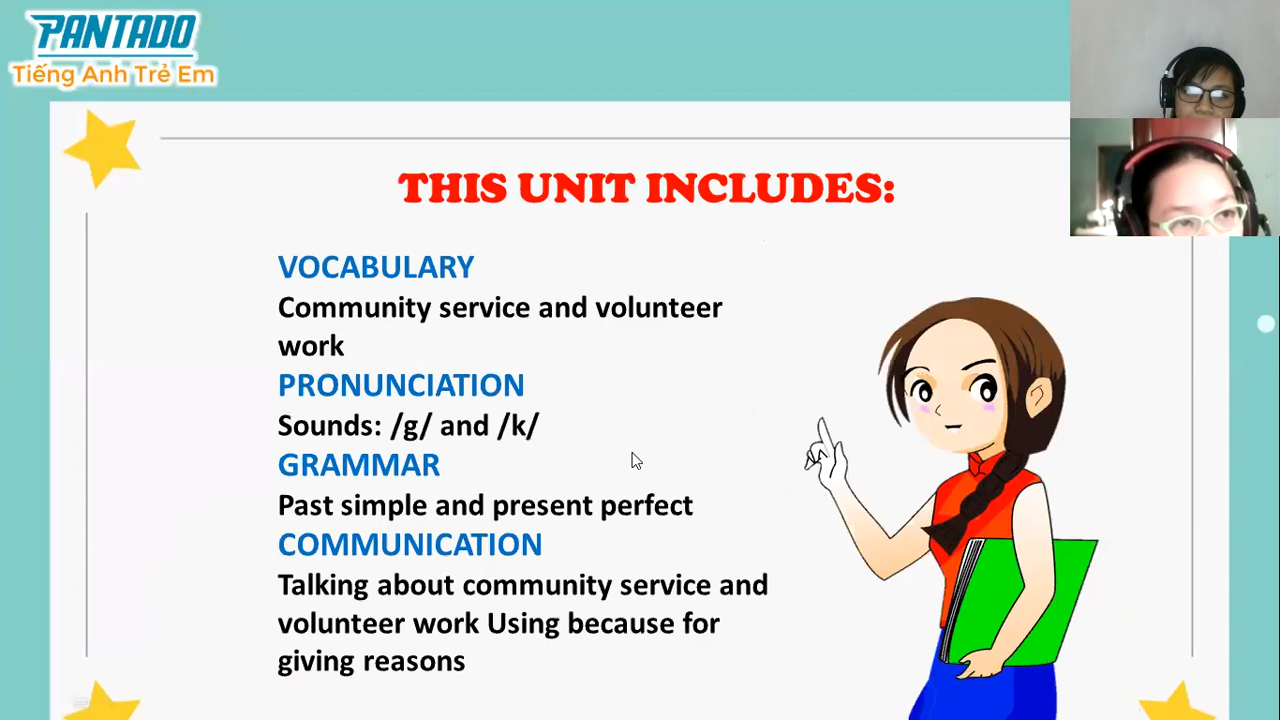 PANTADO
Tiếng Anh Trẻ Em
THIS UNIT INCLUDES:
VOCABULARY
Community service and volunteer
work
PRONUNCIATION
Sounds: /g/ and /k/
GRAMMAR
Past simple and present perfect
COMMUNICATION
Talking about community service and
volunteer work Using because for
giving reasons